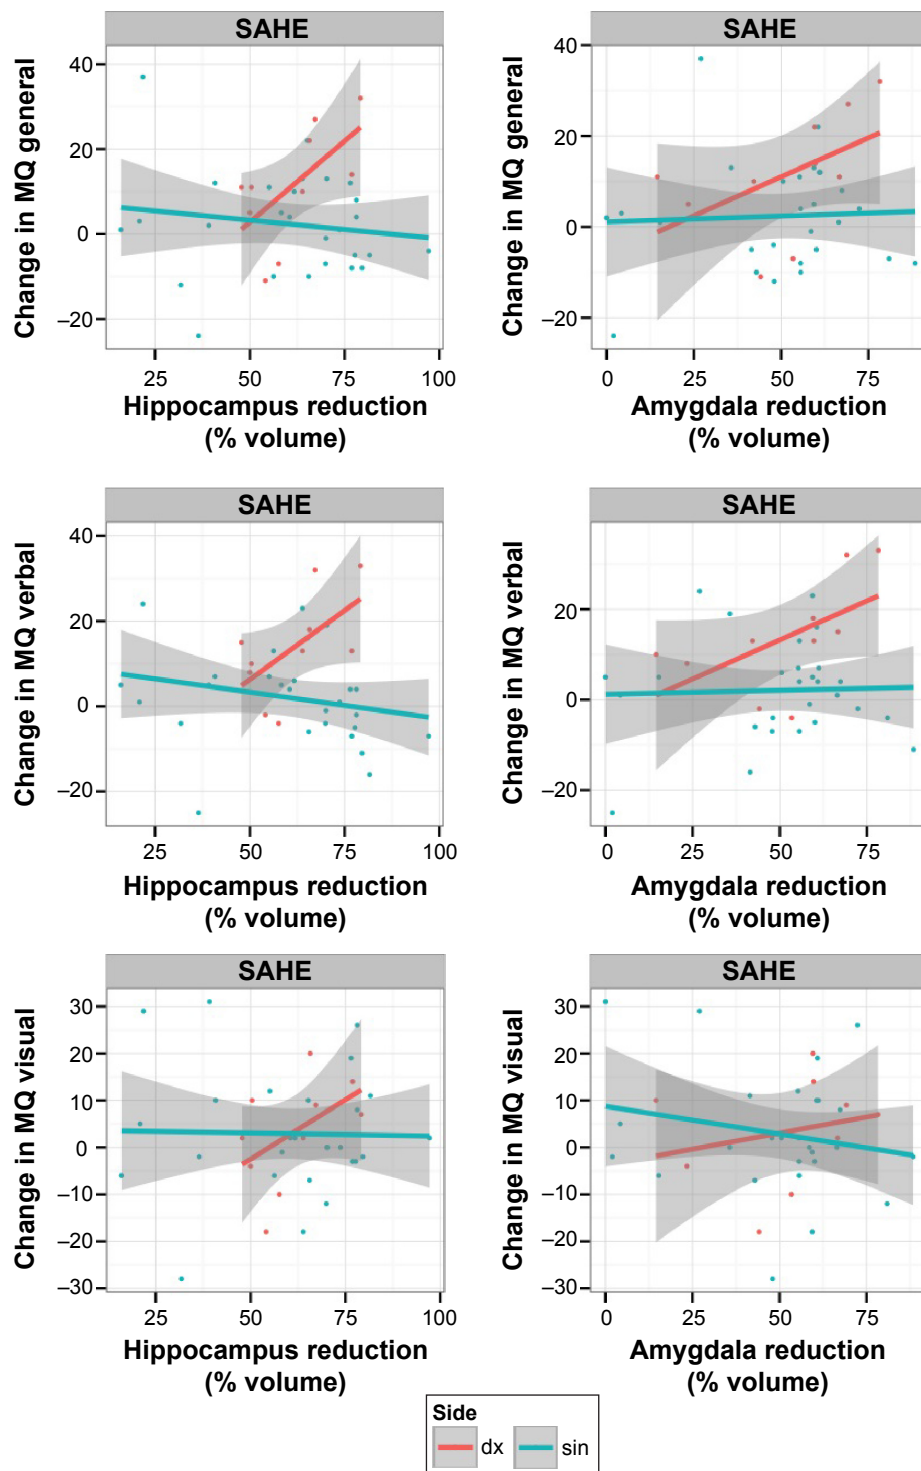 SAHE
Change in MQ general
40
20
0
–20
25 50 75 100
Hippocampus reduction
(% volume)
SAHE
Change in MQ general
40
20
0
–20
0 25 50 75
Amygdala reduction
(% volume)
SAHE
Change in MQ verbal
40
20
0
–20
25 50 75 100
Hippocampus reduction
(% volume)
SAHE
Change in MQ verbal
20
0
–20
0 25 50 75
Amygdala reduction
(% volume)
SAHE
Change in MQ visual
30
20
10
0
–10
–20
–30
25 50 75 100
Hippocampus reduction
(% volume)
SAHE
Change in MQ visual
30
20
10
0
–10
–20
–30
0 25 50 75
Amygdala reduction
(% volume)
Side
dx sin